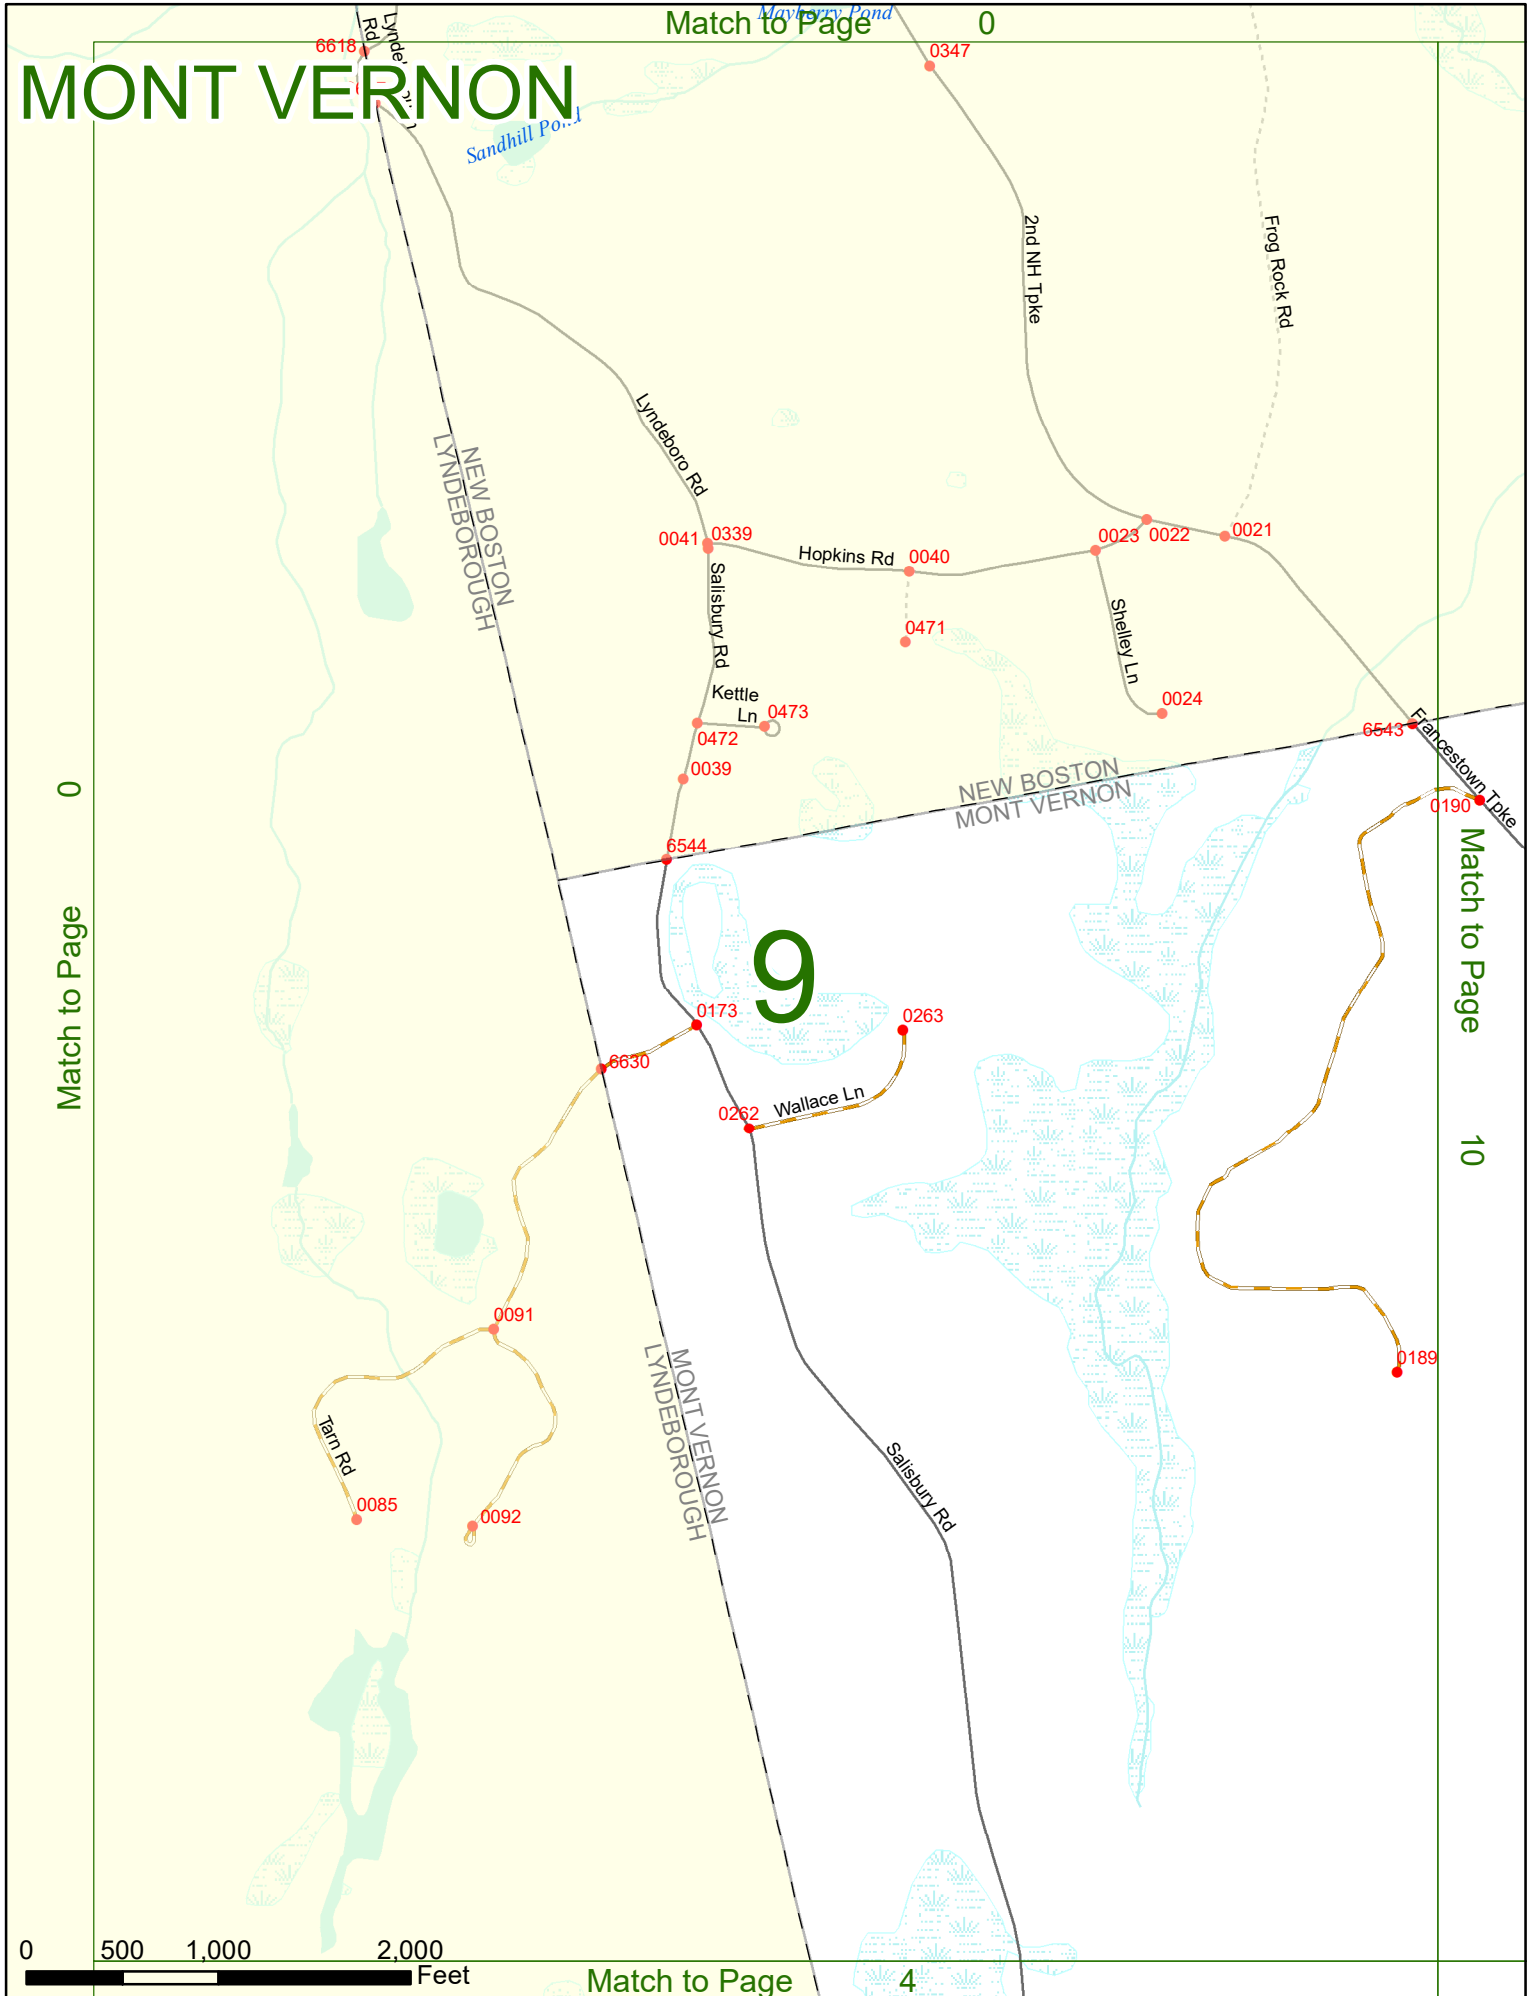 Mayberry Pond
Match to Page 0
6618
Rd
0347
MONT VERNON
Sandhill Pond
2nd NH Tpke
Frog Rock Rd
Lyndeboro Rd
NEW BOSTON
LYNDEBOROUGH
0041
0339
Hopkins Rd
0040
0023
0022
0021
Salisbury Rd
0471
Shelley Ln
Kettle
Ln
0473
0024
0472
6543
Francestown Tpke
0039
NEW BOSTON
MONT VERNON
0190
6544
Match to Page 0
Match to Page 10
9
0173
0263
6630
Wallace Ln
0262
0091
0189
MONT VERNON
LYNDEBOROUGH
Tarn Rd
Salisbury Rd
0085
0092
0 500 1,000 2,000
Feet
Match to Page 4